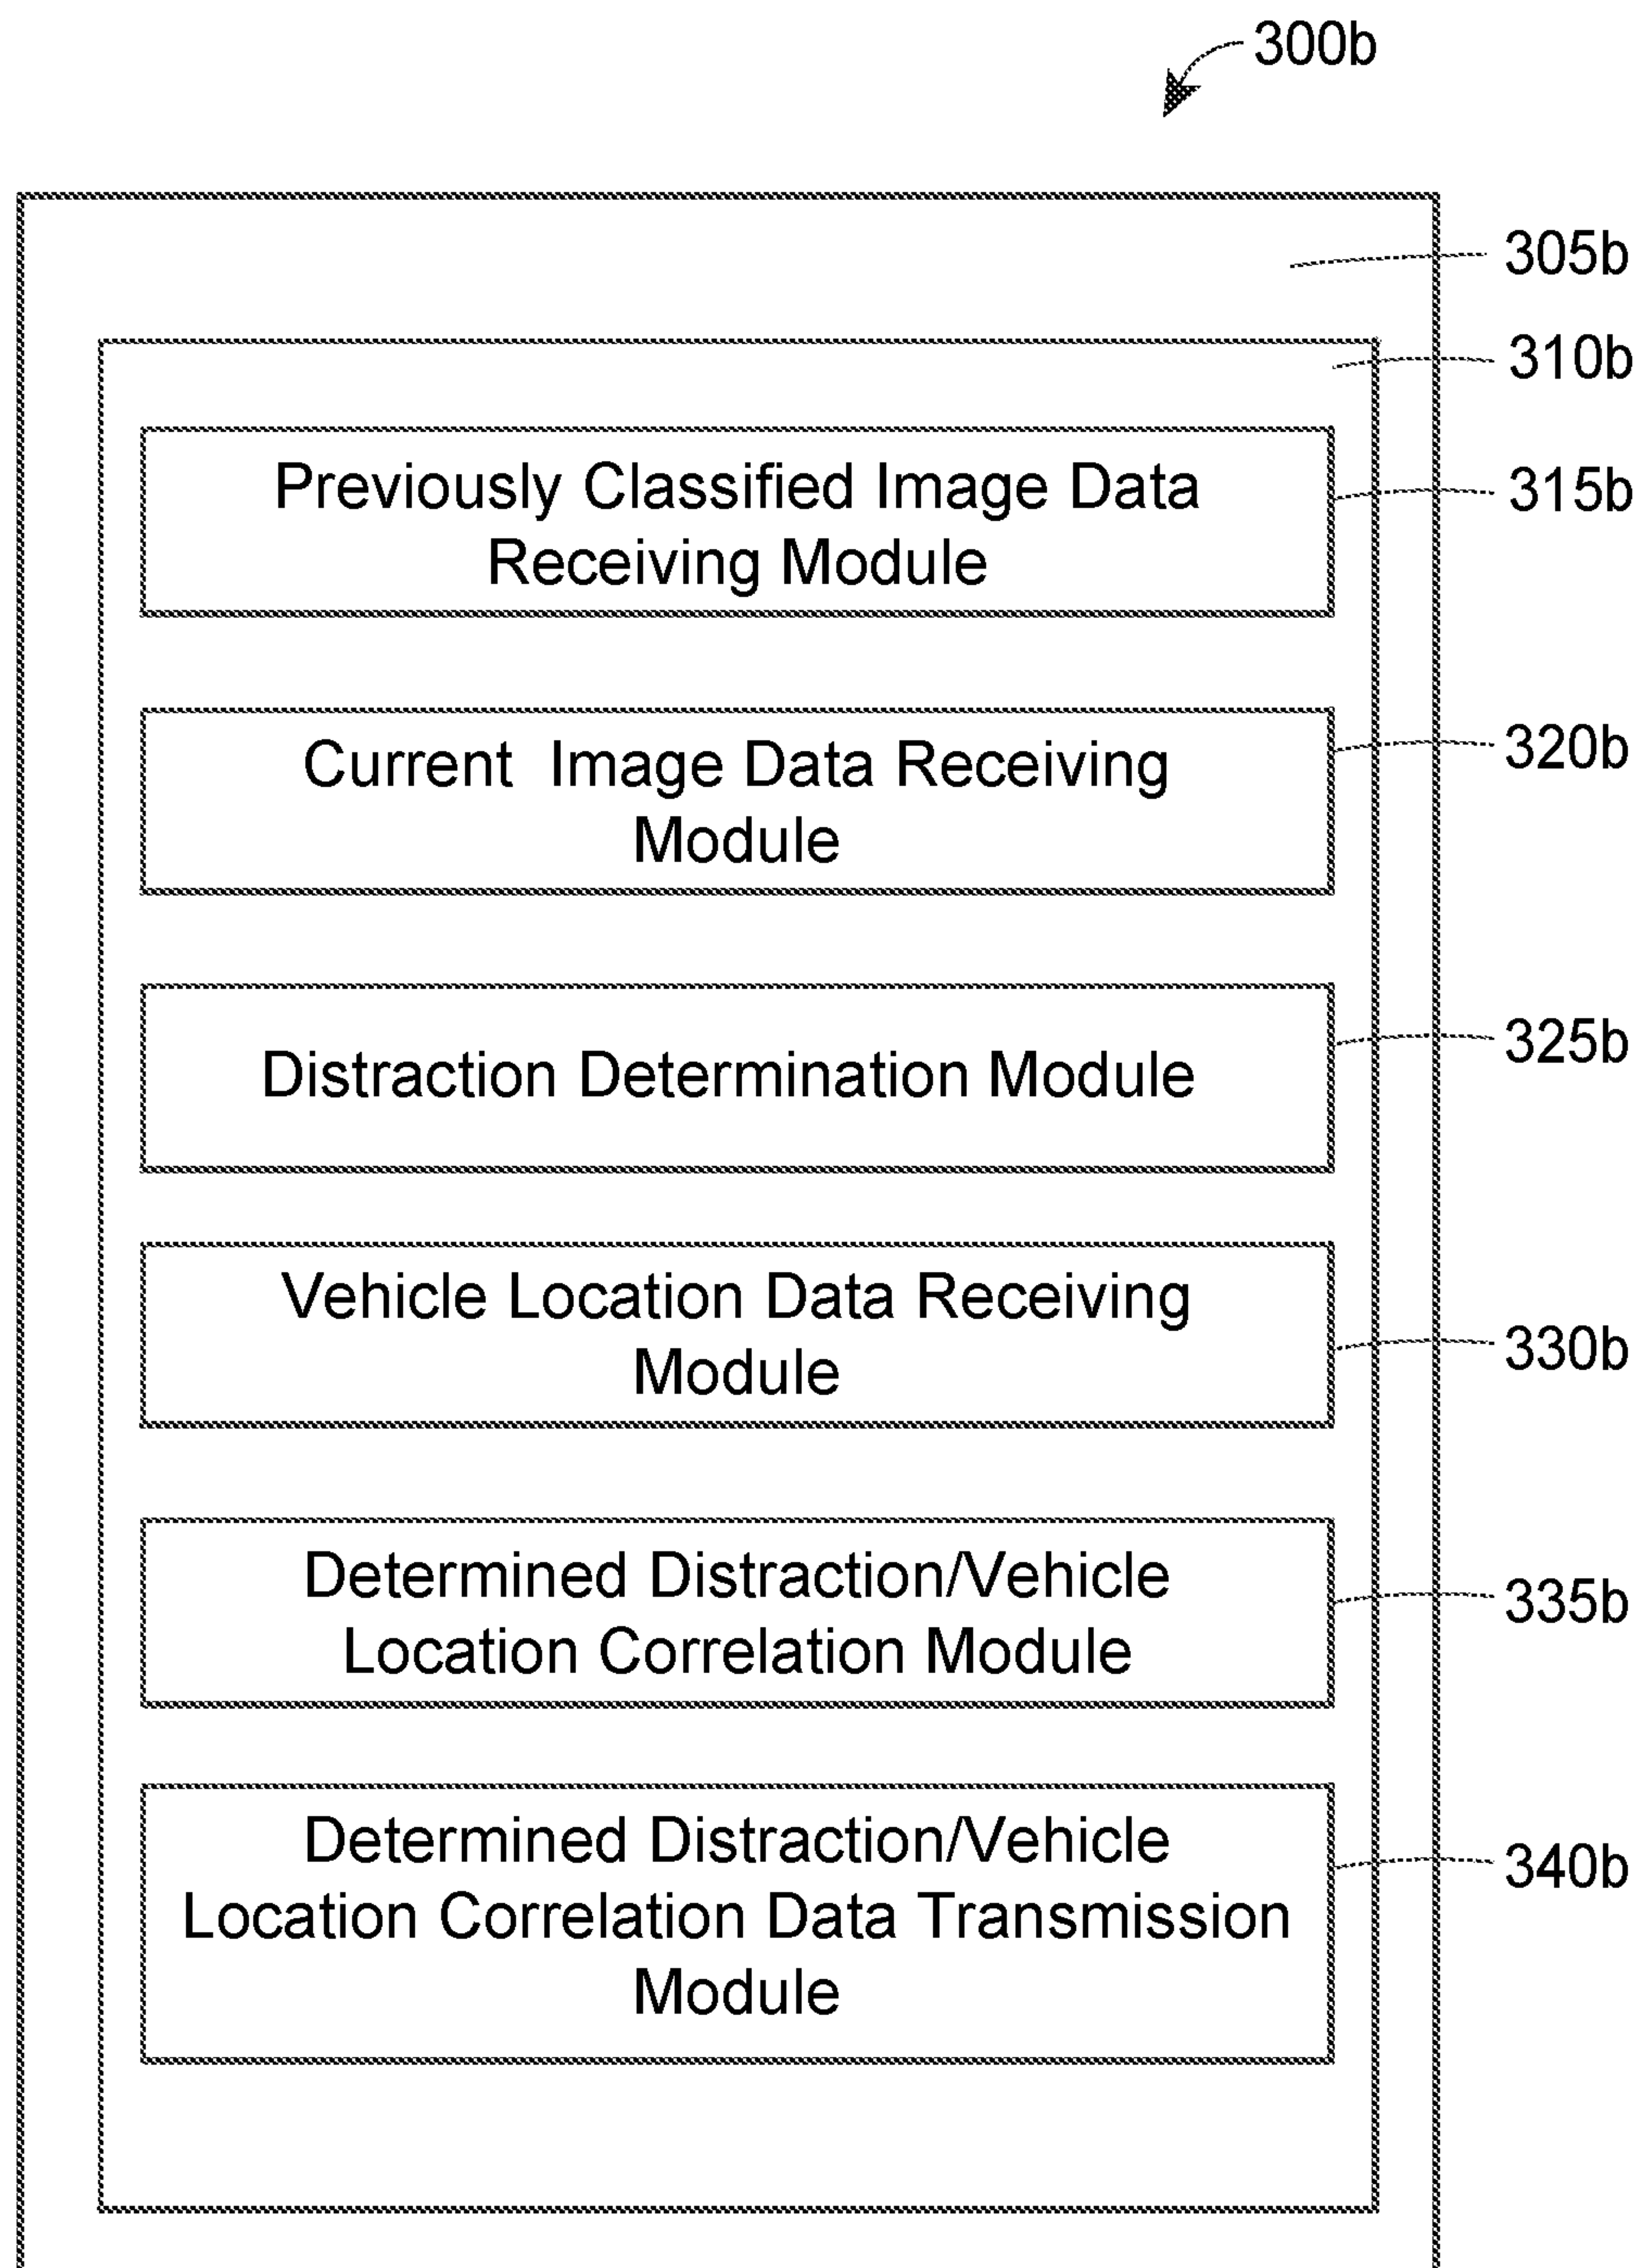 300b
305b
310b
Previously Classified Image Data
Receiving Module
315b
Current  Image Data Receiving
Module
320b
Distraction Determination Module
325b
Vehicle Location Data Receiving
Module
330b
Determined Distraction/Vehicle
Location Correlation Module
335b
Determined Distraction/Vehicle
Location Correlation Data Transmission
Module
340b